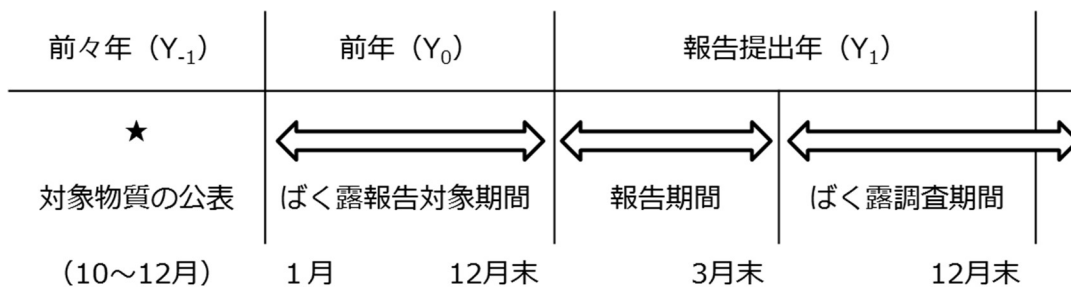 前々年（Y-1） 前年（Y0） 報告提出年（Y1）
★
対象物質の公表 ばく露報告対象期間 報告期間 ばく露調査期間
（10～12月） 1月 12月末 3月末 12月末